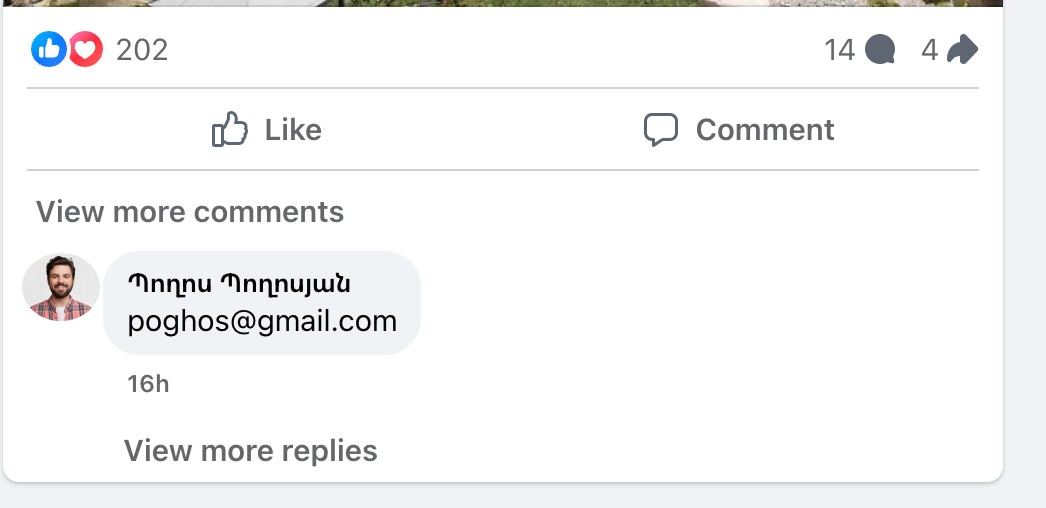 202
14
4
Like
Comment
View more comments
Պողոս Պողոսյան
poghos@gmail.com
16h
View more replies